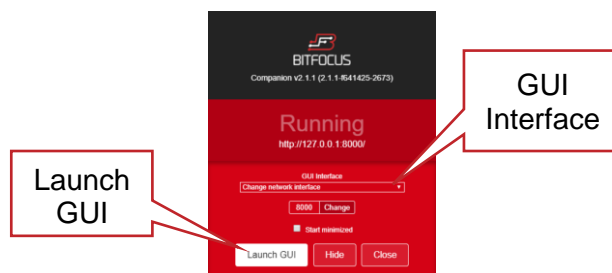 BITFOCUS
Companion v2.1.1 (2.1.1-f641425-2673)
Running
http://127.0.0.1:8000/
GUI Interface
Change network interface
8000 Change
Start minimized
Launch GUI Hide Close
GUI
Interface
Launch
GUI